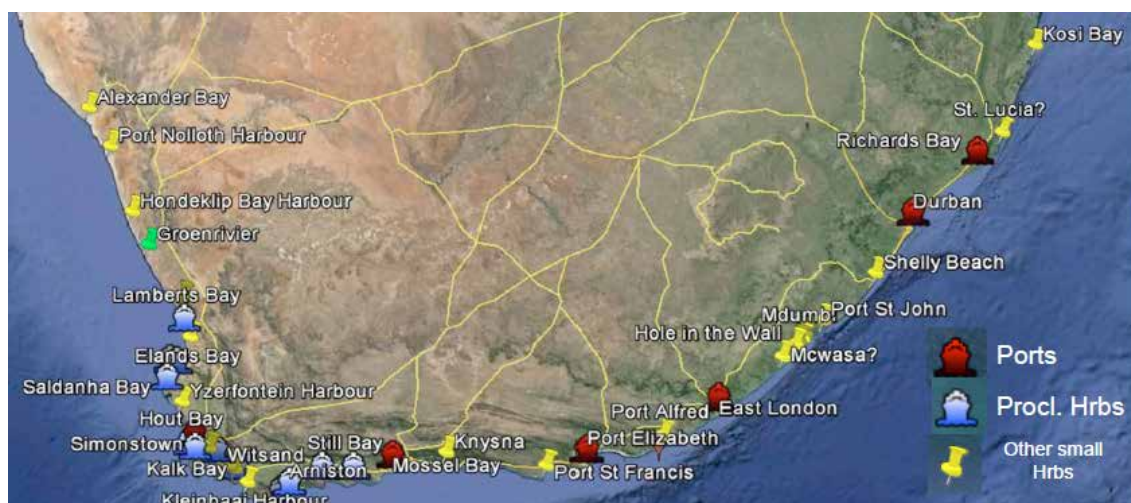 Kosi Bay
Alexander Bay
St. Lucia?
Port Nolloth Harbour
Richards Bay
Hondeklip Bay Harbour
Durban
Groenrivier
Shelly Beach
Lamberts Bay
Port St John
Hole in the Wall
Mcwasa?
Ports
Elands Bay
Saldanha Bay
Yzerfontein Harbour
Procl. Hrbs
East London
Port Alfred
Hout Bay
Port Elizabeth
Simonstown
Still Bay
Knysna
Witsand
Mossel Bay
Other small
Hrbs
Kalk Bay
Arniston
Port St Francis
Kleinbaai Harbour